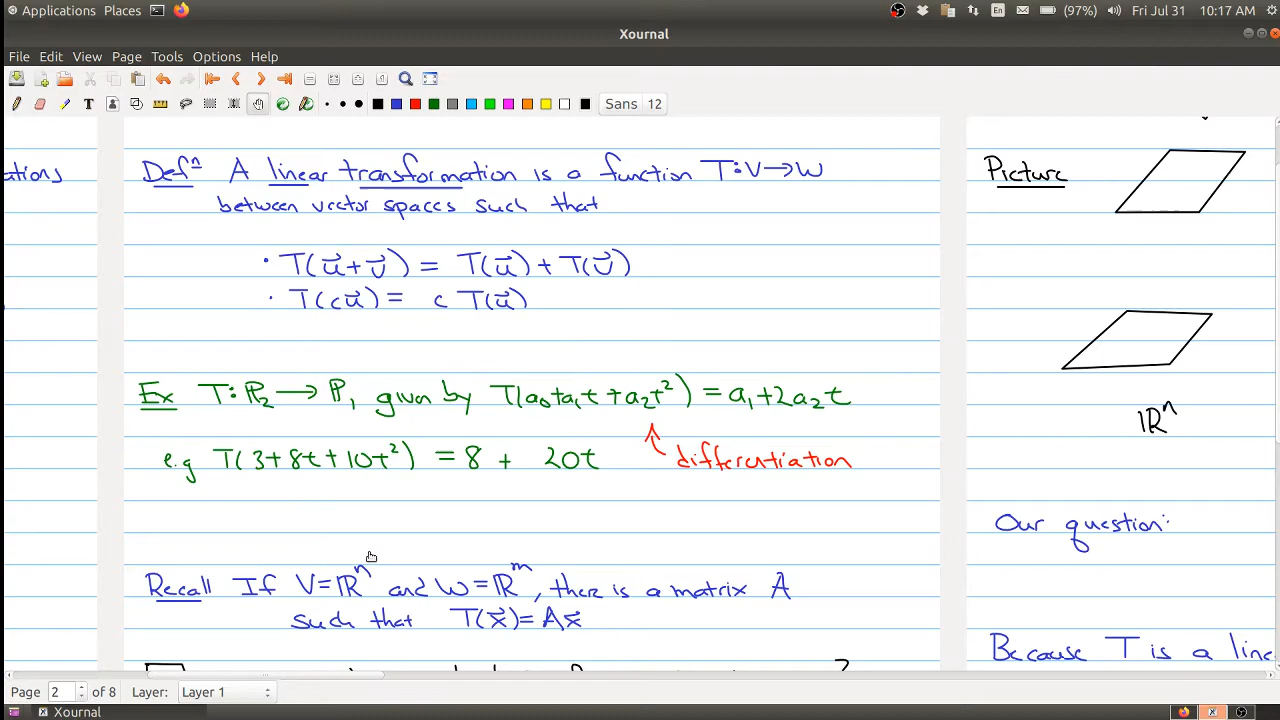 Applications Places En (97%) Fri Jul 31 10:17 AM
Xournal
File Edit View Page Tools Options Help
Sans 12
ations
Defⁿ A linear transformation is a function T: V → W
between vector spaces such that
· T(u⃗ + v⃗) = T(u⃗) + T(v⃗)
· T(cu⃗) = c T(u⃗)
Ex T: ℙ₂ → ℙ₁ given by T(a₀+a₁t+a₂t²) = a₁+2a₂t
e.g T(3+8t+10t²) = 8 + 20t
differentiation
Recall If V=ℝⁿ and W=ℝᵐ, there is a matrix A
such that T(x⃗)=Ax⃗
Picture
ℝⁿ
Our question:
Because T is a line
Page 2 of 8 Layer: Layer 1
Xournal